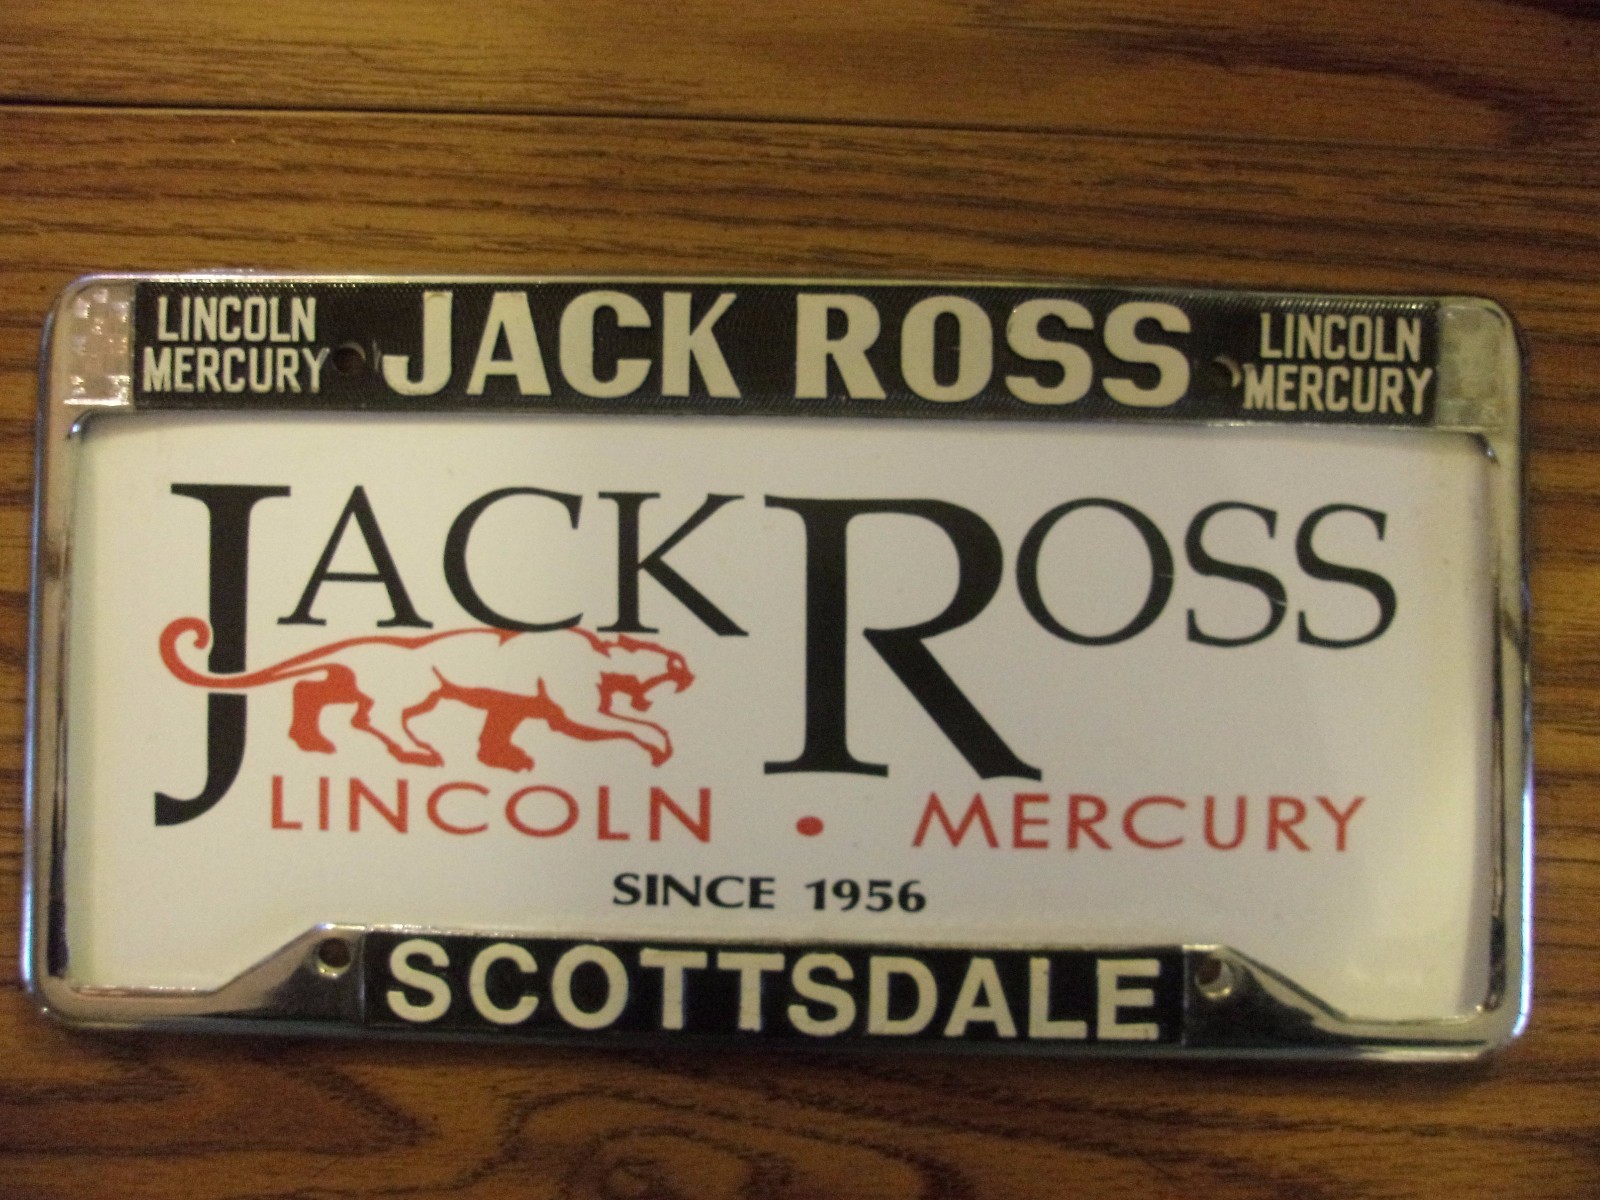 LINCOLN MERCURY JACK ROSS LINCOLN MERCURY
JACK ROSS
LINCOLN • MERCURY
SINCE 1956
SCOTTSDALE